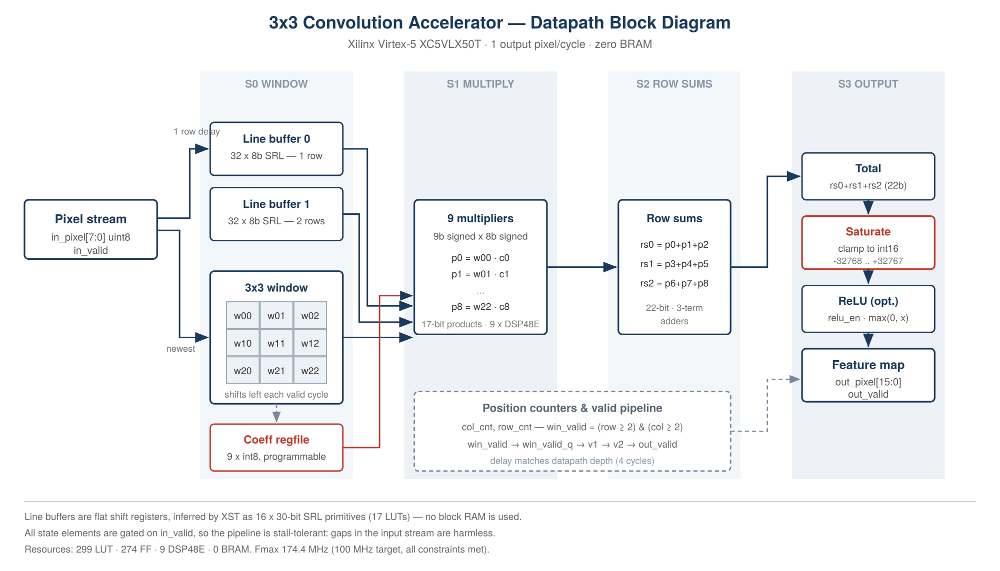 3x3 Convolution Accelerator — Datapath Block Diagram
Xilinx Virtex-5 XC5VLX50T · 1 output pixel/cycle · zero BRAM
S0 WINDOW
S1 MULTIPLY
S2 ROW SUMS
S3 OUTPUT
Pixel stream
in_pixel[7:0] uint8
in_valid
1 row delay
newest
Line buffer 0
32 x 8b SRL — 1 row
Line buffer 1
32 x 8b SRL — 2 rows
3x3 window
w00 w01 w02
w10 w11 w12
w20 w21 w22
shifts left each valid cycle
Coeff regfile
9 x int8, programmable
9 multipliers
9b signed x 8b signed
p0 = w00 · c0
p1 = w01 · c1
...
p8 = w22 · c8
17-bit products · 9 x DSP48E
Row sums
rs0 = p0+p1+p2
rs1 = p3+p4+p5
rs2 = p6+p7+p8
22-bit · 3-term
adders
Position counters & valid pipeline
col_cnt, row_cnt — win_valid = (row ≥ 2) & (col ≥ 2)
win_valid → win_valid_q → v1 → v2 → out_valid
delay matches datapath depth (4 cycles)
Total
rs0+rs1+rs2 (22b)
Saturate
clamp to int16
-32768 .. +32767
ReLU (opt.)
relu_en · max(0, x)
Feature map
out_pixel[15:0]
out_valid
Line buffers are flat shift registers, inferred by XST as 16 x 30-bit SRL primitives (17 LUTs) — no block RAM is used.
All state elements are gated on in_valid, so the pipeline is stall-tolerant: gaps in the input stream are harmless.
Resources: 299 LUT · 274 FF · 9 DSP48E · 0 BRAM. Fmax 174.4 MHz (100 MHz target, all constraints met).